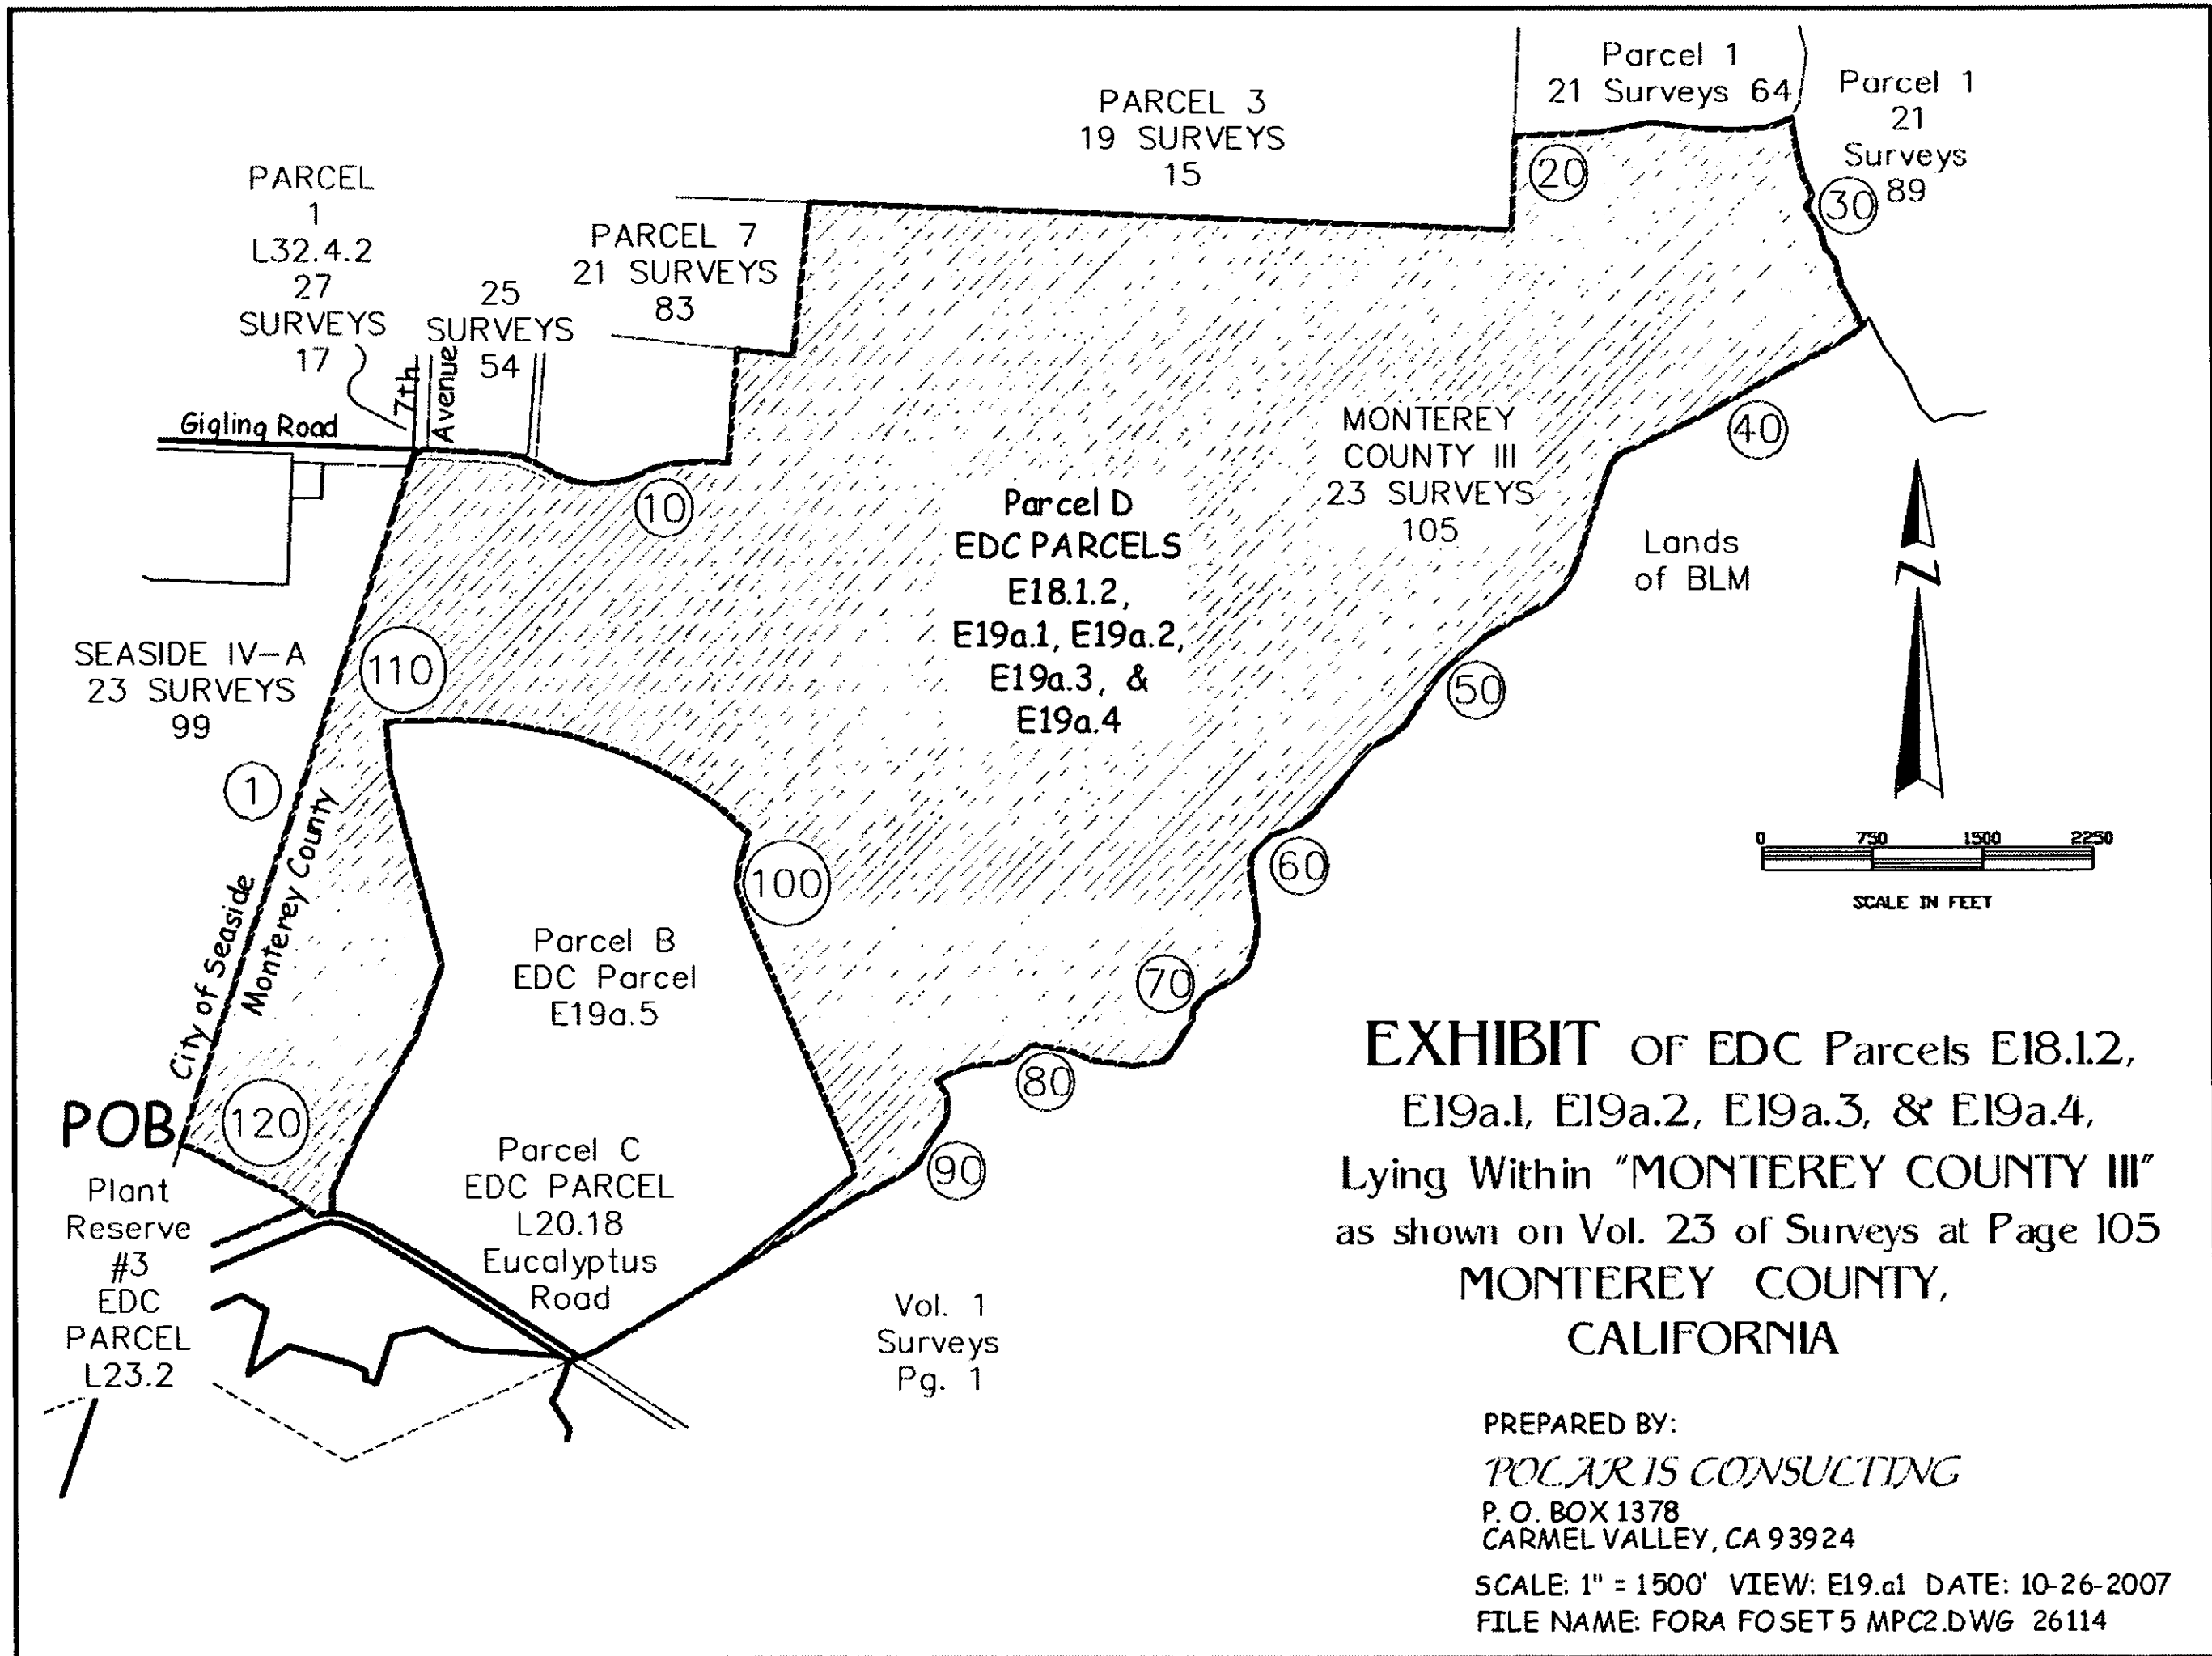 Parcel 1
21 Surveys 64
Parcel 1
21
Surveys
89
PARCEL 3
19 SURVEYS
15
PARCEL
1
L32.4.2
27
SURVEYS
17
PARCEL 7
21 SURVEYS
83
25
SURVEYS
54
7th
Avenue
Gigling Road
20
30
40
10
MONTEREY
COUNTY III
23 SURVEYS
105
Parcel D
EDC PARCELS
E18.1.2,
E19a.1, E19a.2,
E19a.3, &
E19a.4
Lands
of BLM
N
SEASIDE IV-A
23 SURVEYS
99
110
50
1
City of Seaside
Monterey County
100
60
0 750 1500 2250
SCALE IN FEET
Parcel B
EDC Parcel
E19a.5
70
80
90
POB
120
Plant
Reserve
#3
EDC
PARCEL
L23.2
Parcel C
EDC PARCEL
L20.18
Eucalyptus
Road
Vol. 1
Surveys
Pg. 1
EXHIBIT OF EDC Parcels E18.1.2,
E19a.1, E19a.2, E19a.3, & E19a.4,
Lying Within "MONTEREY COUNTY III"
as shown on Vol. 23 of Surveys at Page 105
MONTEREY COUNTY,
CALIFORNIA
PREPARED BY:
POLARIS CONSULTING
P. O. BOX 1378
CARMEL VALLEY, CA 93924
SCALE: 1" = 1500' VIEW: E19.a1 DATE: 10-26-2007
FILE NAME: FORA FOSET 5 MPC2.DWG 26114